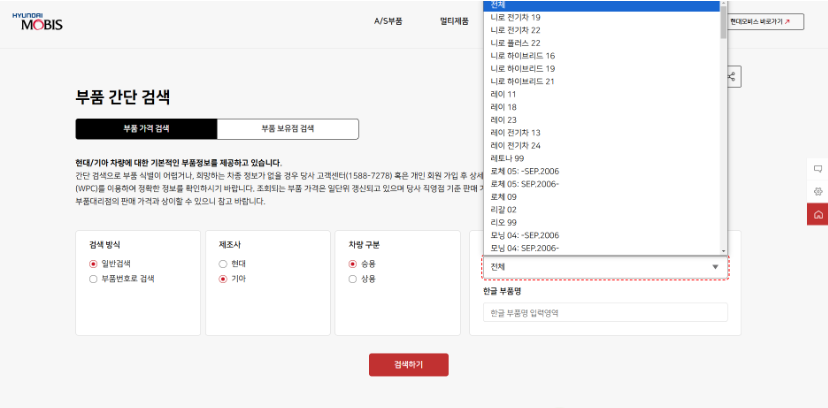 HYUNDAI
MOBIS
A/S부품
멀티제품
현대모비스 바로가기
부품 간단 검색
부품 가격 검색
부품 보유점 검색
현대/기아 차량에 대한 기본적인 부품정보를 제공하고 있습니다.
간단 검색으로 부품 식별이 어렵거나, 희망하는 차종 정보가 없을 경우 당사 고객센터(1588-7278) 혹은 개인 회원 가입 후 상세
(WPC)를 이용하여 정확한 정보를 확인하시기 바랍니다. 조회되는 부품 가격은 일단위 갱신되고 있으며 당사 직영점 기준 판매
부품대리점의 판매 가격과 상이할 수 있으니 참고 바랍니다.
전체
니로 전기차 19
니로 전기차 22
니로 플러스 22
니로 하이브리드 16
니로 하이브리드 19
니로 하이브리드 21
레이 11
레이 18
레이 23
레이 전기차 13
레이 전기차 24
레토나 99
로체 05: -SEP.2006
로체 05: SEP.2006-
로체 09
리갈 02
리오 99
모닝 04: -SEP.2006
모닝 04: SEP.2006-
검색 방식
일반검색
부품번호로 검색
제조사
현대
기아
차량 구분
승용
상용
전체
한글 부품명
한글 부품명 입력영역
검색하기